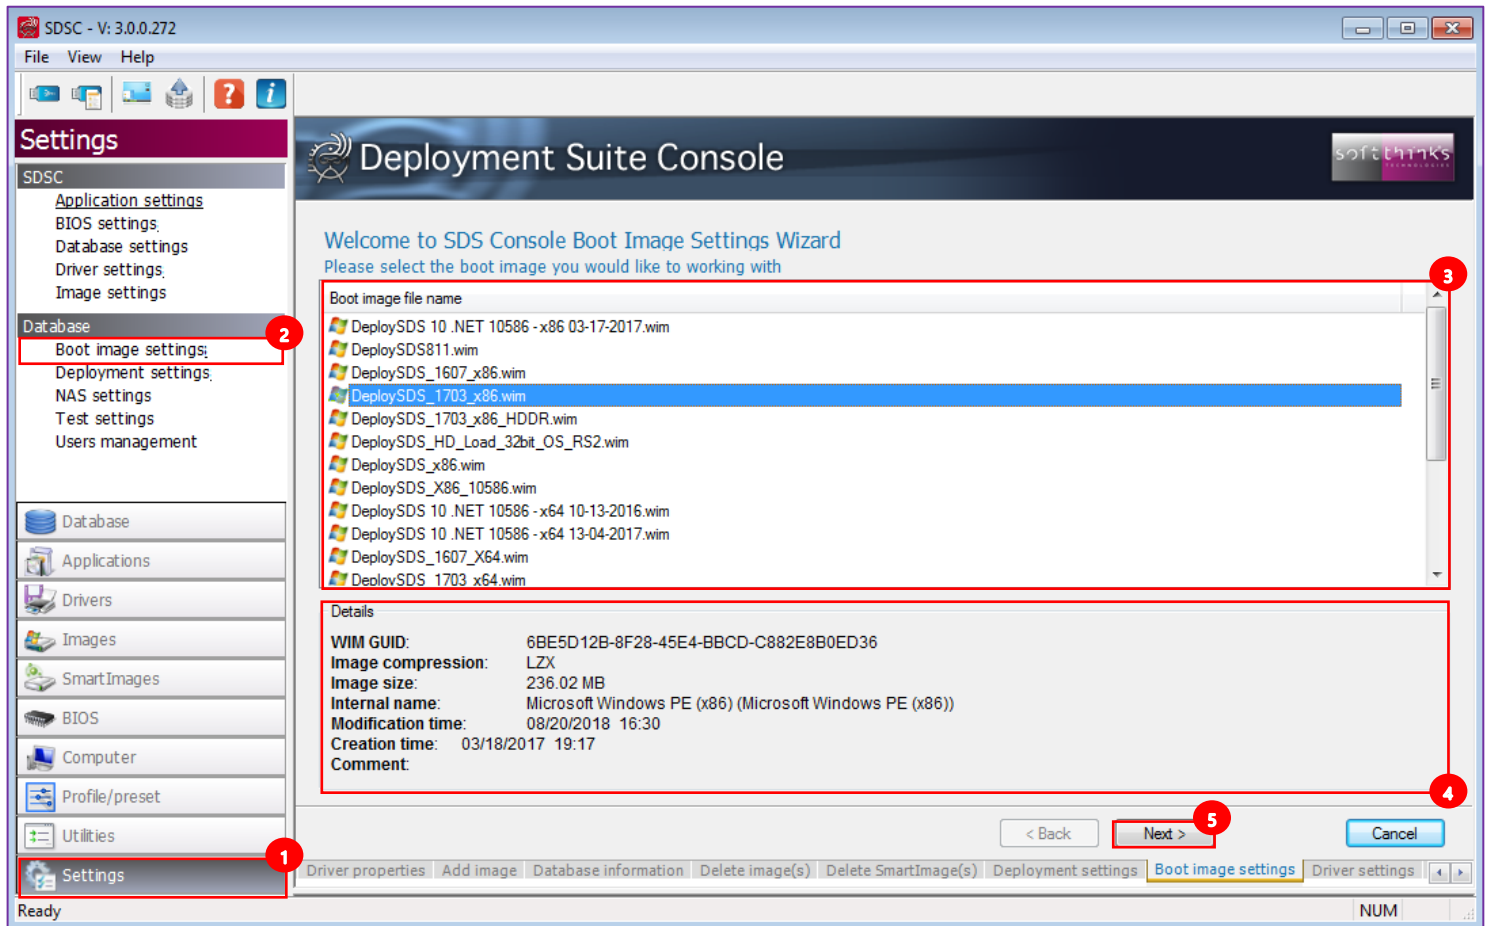 SDSC - V: 3.0.0.272
File View Help
Settings
SDSC
Application settings
BIOS settings
Database settings
Driver settings
Image settings
Database
2
Boot image settings
Deployment settings
NAS settings
Test settings
Users management
Database
Applications
Drivers
Images
SmartImages
BIOS
Computer
Profile/preset
Utilities
1
Settings
Deployment Suite Console
softthinks
TECHNOLOGIES
Welcome to SDS Console Boot Image Settings Wizard
Please select the boot image you would like to working with
3
Boot image file name
DeploySDS 10 .NET 10586 - x86 03-17-2017.wim
DeploySDS811.wim
DeploySDS_1607_x86.wim
DeploySDS_1703_x86.wim
DeploySDS_1703_x86_HDDR.wim
DeploySDS_HD_Load_32bit_OS_RS2.wim
DeploySDS_x86.wim
DeploySDS_X86_10586.wim
DeploySDS 10 .NET 10586 - x64 10-13-2016.wim
DeploySDS 10 .NET 10586 - x64 13-04-2017.wim
DeploySDS_1607_X64.wim
DeploySDS_1703_x64.wim
Details
WIM GUID: 6BE5D12B-8F28-45E4-BBCD-C882E8B0ED36
Image compression: LZX
Image size: 236.02 MB
Internal name: Microsoft Windows PE (x86) (Microsoft Windows PE (x86))
Modification time: 08/20/2018 16:30
Creation time: 03/18/2017 19:17
Comment:
4
5
< Back Next > Cancel
Driver properties Add image Database information Delete image(s) Delete SmartImage(s) Deployment settings Boot image settings Driver settings
Ready NUM